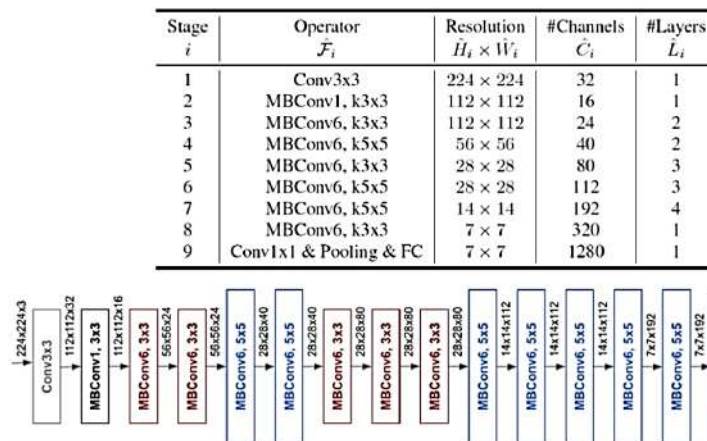 Stage Operator Resolution #Channels #Layers
i F̂i Ĥi × Ŵi Ĉi L̂i
1 Conv3x3 224 × 224 32 1
2 MBConv1, k3x3 112 × 112 16 1
3 MBConv6, k3x3 112 × 112 24 2
4 MBConv6, k5x5 56 × 56 40 2
5 MBConv6, k3x3 28 × 28 80 3
6 MBConv6, k5x5 28 × 28 112 3
7 MBConv6, k5x5 14 × 14 192 4
8 MBConv6, k3x3 7 × 7 320 1
9 Conv1x1 & Pooling & FC 7 × 7 1280 1
224x224x3
Conv3x3
112x112x32
MBConv1, 3x3
112x112x16
MBConv6, 3x3
56x56x24
MBConv6, 3x3
56x56x24
MBConv6, 5x5
28x28x40
MBConv6, 5x5
28x28x40
MBConv6, 3x3
28x28x80
MBConv6, 3x3
28x28x80
MBConv6, 3x3
28x28x80
MBConv6, 5x5
14x14x112
MBConv6, 5x5
14x14x112
MBConv6, 5x5
14x14x112
MBConv6, 5x5
7x7x192
MBConv6, 5x5
7x7x192